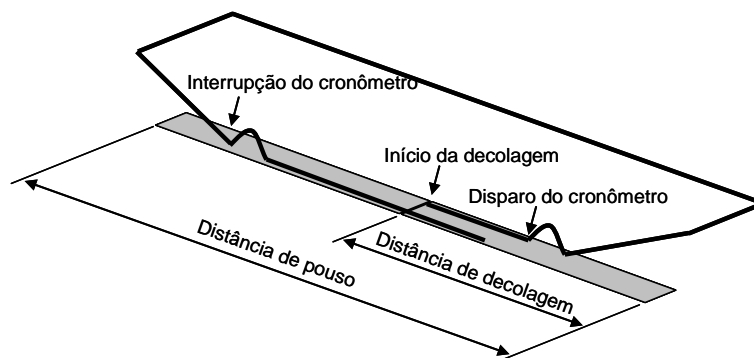 Interrupção do cronômetro
Início da decolagem
Disparo do cronômetro
Distância de pouso
Distância de decolagem